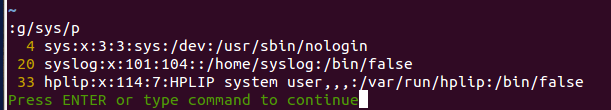 ~
:g/sys/p
4 sys:x:3:3:sys:/dev:/usr/sbin/nologin
20 syslog:x:101:104::/home/syslog:/bin/false
33 hplip:x:114:7:HPLIP system user,,,:/var/run/hplip:/bin/false
Press ENTER or type command to continue